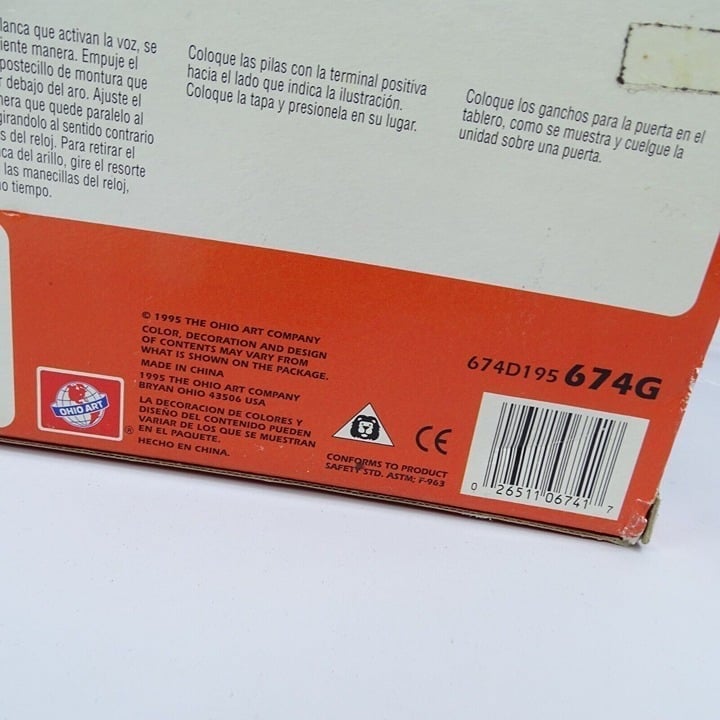 lanca que activan la voz, se
iente manera. Empuje el
postecillo de montura que
r debajo del aro. Ajuste el
nera que quede paralelo al
girandolo al sentido contrario
s del reloj. Para retirar el
ca del arillo, gire el resorte
las manecillas del reloj,
o tiempo.
Coloque las pilas con la terminal positiva
hacia el lado que indica la ilustración.
Coloque la tapa y presionela en su lugar.
Coloque los ganchos para la puerta en el
tablero, como se muestra y cuelgue la
unidad sobre una puerta.
© 1995 THE OHIO ART COMPANY
COLOR, DECORATION AND DESIGN
OF CONTENTS MAY VARY FROM
WHAT IS SHOWN ON THE PACKAGE.
MADE IN CHINA
1995 THE OHIO ART COMPANY
BRYAN OHIO 43506 USA
LA DECORACION DE COLORES Y
DISEÑO DEL CONTENIDO PUEDEN
VARIAR DE LOS QUE SE MUESTRAN
EN EL PAQUETE.
HECHO EN CHINA.
OHIO ART
®
CE
CONFORMS TO PRODUCT
SAFETY STD. ASTM; F-963
674D195 674G
0 26511 06741 7